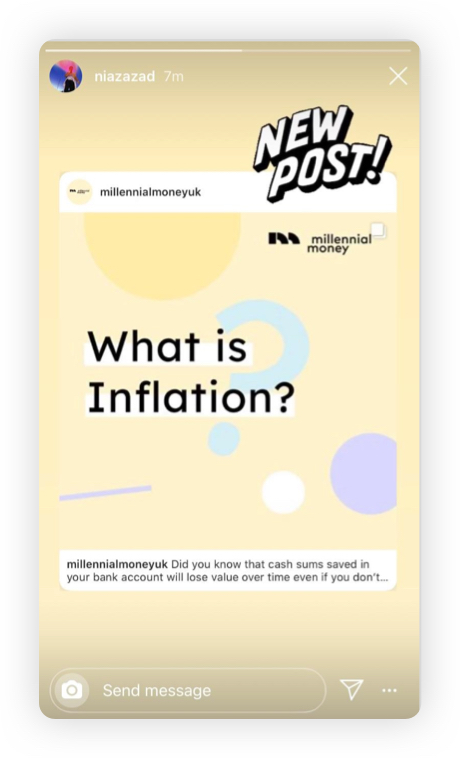 niazazad 7m
NEW
POST!
millennialmoneyuk
millennial
money
What is
Inflation?
millennialmoneyuk Did you know that cash sums saved in
your bank account will lose value over time even if you don't...
Send message